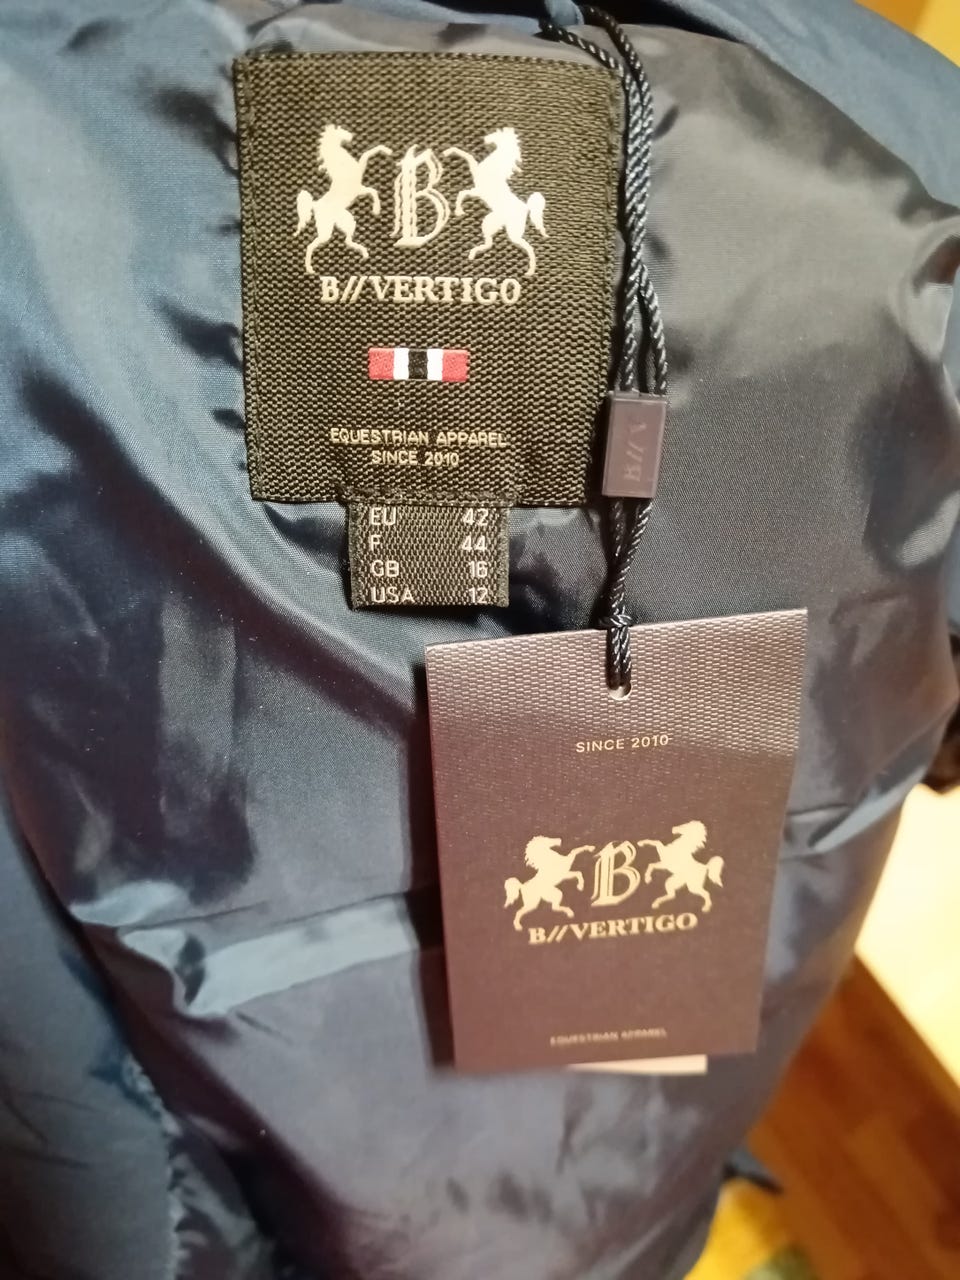 B
B//VERTIGO
EQUESTRIAN APPAREL
SINCE 2010
EU 42
F 44
GB 16
USA 12
B//V
SINCE 2010
B
B//VERTIGO
EQUESTRIAN APPAREL